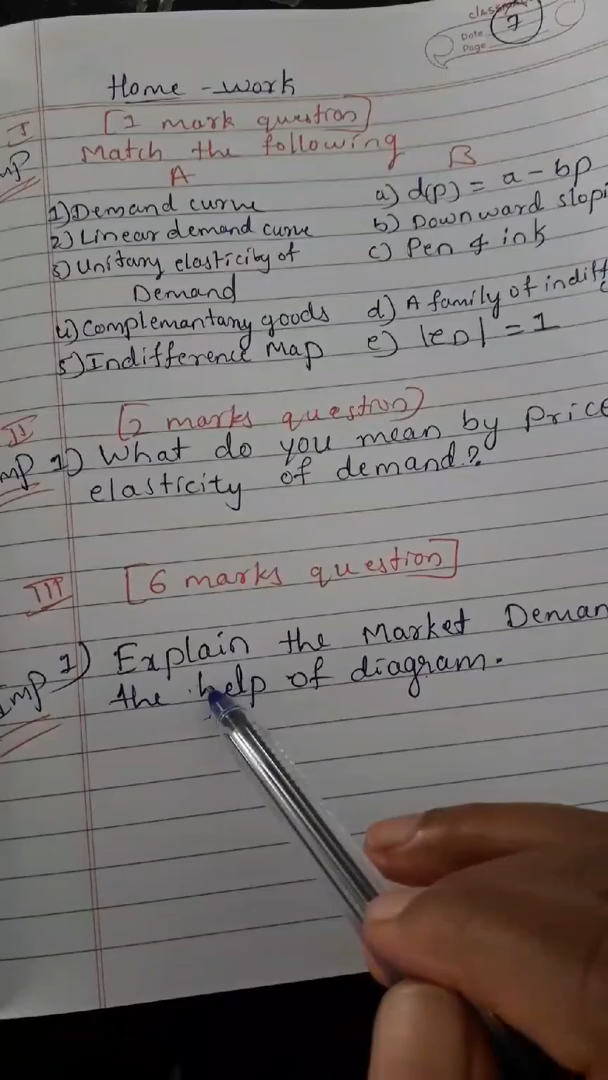 Date
Page
7
Home - work
I [1 mark question]
Match the following
A B
1) Demand curve a) d(p) = a - bp
2) Linear demand curve b) Downward slopi
3) Unitary elasticity of c) Pen & ink
Demand
4) Complemantany goods d) A family of indiff
5) Indifference Map e) |eD| = 1
II [2 marks question]
Imp 1) What do you mean by Price
elasticity of demand?
III [6 marks question]
Imp 1) Explain the Market Deman
the help of diagram.